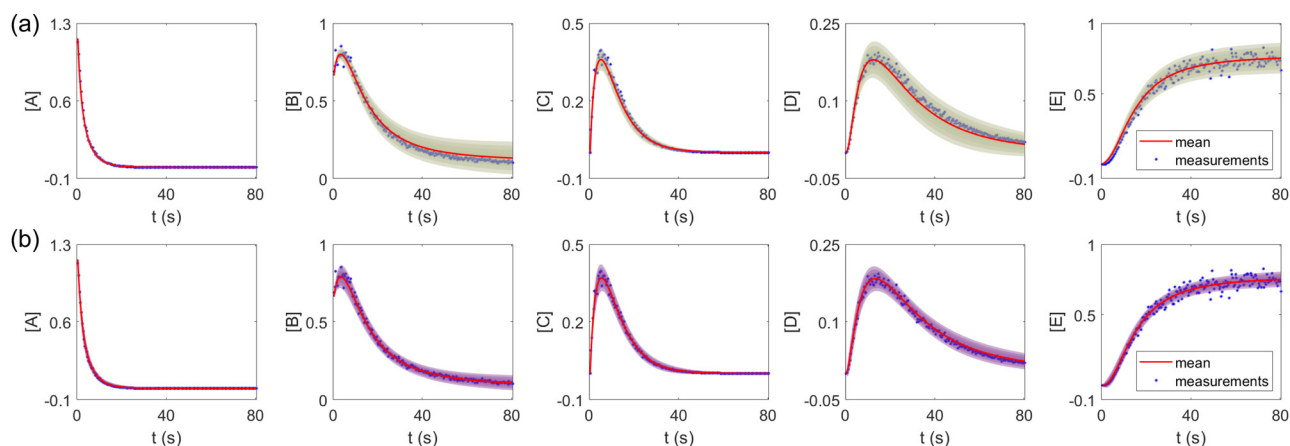 (a)
1.3
0.6
-0.1
[A]
0 40 80
t (s)
1
0.5
0
[B]
0 40 80
t (s)
0.5
0.2
-0.1
[C]
0 40 80
t (s)
0.25
0.1
-0.05
[D]
0 40 80
t (s)
1
0.5
-0.1
[E]
0 40 80
t (s)
mean
measurements
(b)
1.3
0.6
-0.1
[A]
0 40 80
t (s)
1
0.5
0
[B]
0 40 80
t (s)
0.5
0.2
-0.1
[C]
0 40 80
t (s)
0.25
0.1
-0.05
[D]
0 40 80
t (s)
1
0.5
-0.1
[E]
0 40 80
t (s)
mean
measurements